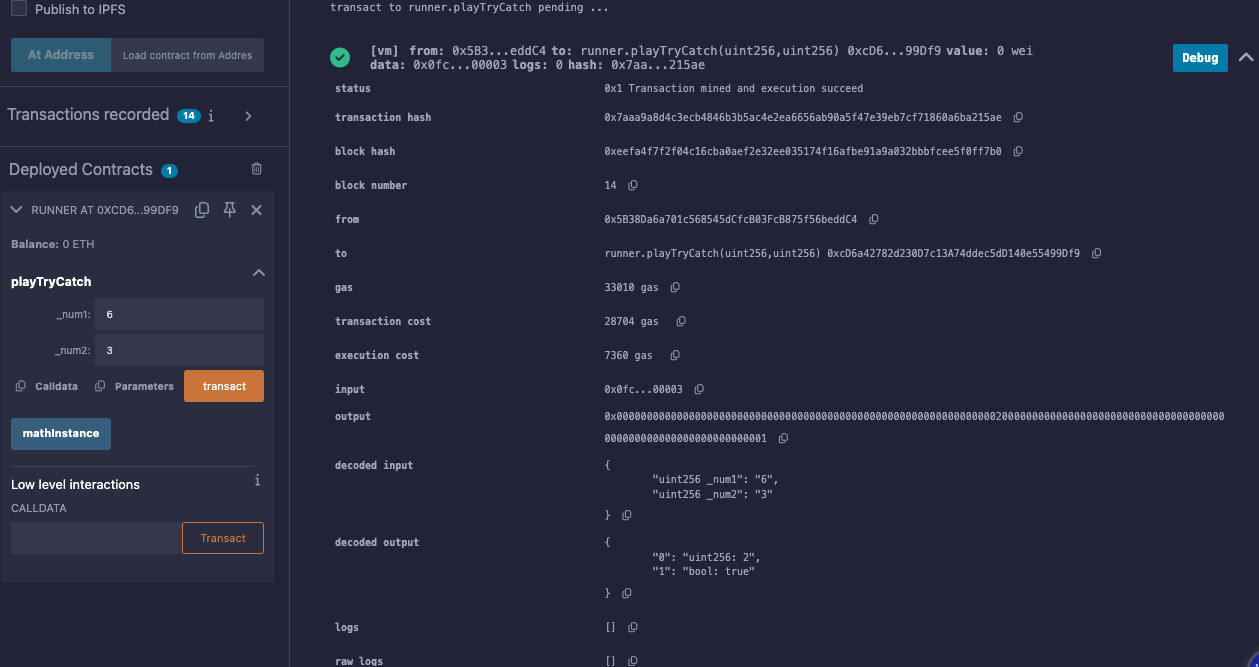 Publish to IPFS
At Address
Load contract from Addres
Transactions recorded 14 i
Deployed Contracts 1
RUNNER AT 0XCD6...99DF9
Balance: 0 ETH
playTryCatch
_num1: 6
_num2: 3
Calldata
Parameters
transact
mathInstance
Low level interactions
i
CALLDATA
Transact
transact to runner.playTryCatch pending ...
[vm] from: 0x5B3...eddC4 to: runner.playTryCatch(uint256,uint256) 0xcD6...99Df9 value: 0 wei
data: 0x0fc...00003 logs: 0 hash: 0x7aa...215ae
Debug
status 0x1 Transaction mined and execution succeed
transaction hash 0x7aaa9a8d4c3ecb4846b3b5ac4e2ea6656ab90a5f47e39eb7cf71860a6ba215ae
block hash 0xeefa4f7f2f04c16cba0aef2e32ee035174f16afbe91a9a032bbbfcee5f0ff7b0
block number 14
from 0x5B38Da6a701c568545dCfcB03FcB875f56beddC4
to runner.playTryCatch(uint256,uint256) 0xcD6a42782d230D7c13A74ddec5dD140e55499Df9
gas 33010 gas
transaction cost 28704 gas
execution cost 7360 gas
input 0x0fc...00003
output 0x00000000000000000000000000000000000000000000000000000000000000020000000000000000000000000000000000000
000000000000000000000000001
decoded input {
"uint256 _num1": "6",
"uint256 _num2": "3"
}
decoded output {
"0": "uint256: 2",
"1": "bool: true"
}
logs []
raw logs []